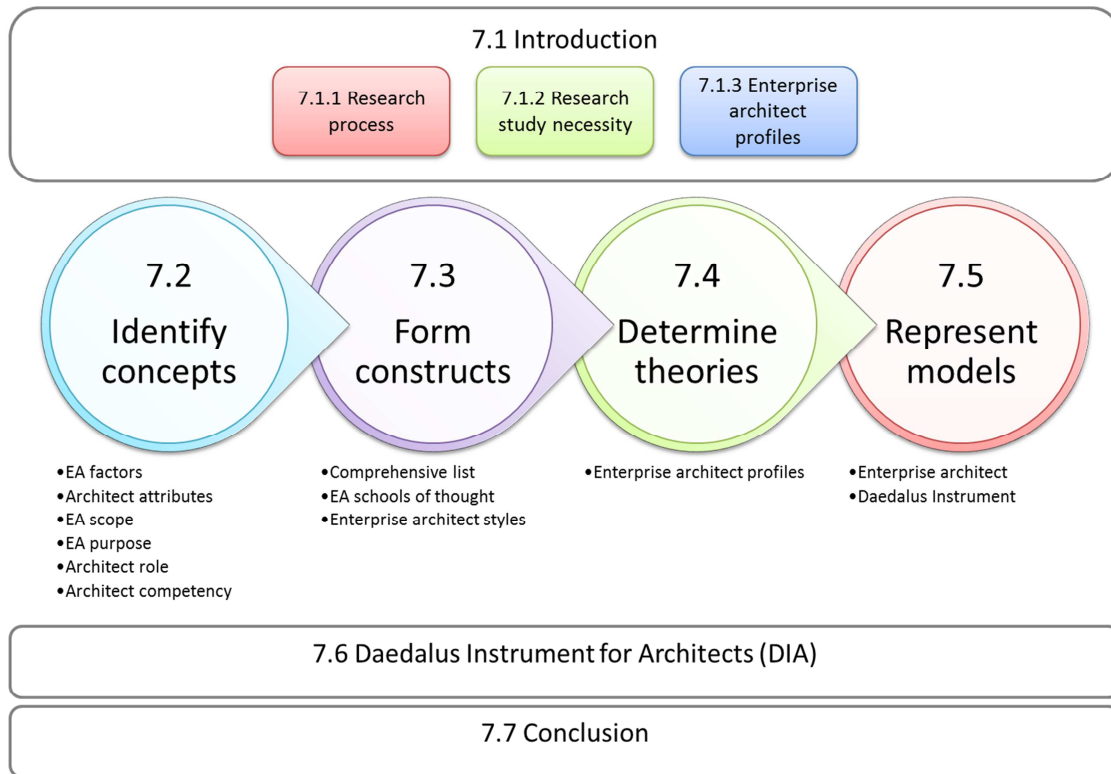 7.1 Introduction
7.1.1 Research
process
7.1.2 Research
study necessity
7.1.3 Enterprise
architect
profiles
7.2
Identify
concepts
7.3
Form
constructs
7.4
Determine
theories
7.5
Represent
models
•EA factors
•Architect attributes
•EA scope
•EA purpose
•Architect role
•Architect competency
•Comprehensive list
•EA schools of thought
•Enterprise architect styles
•Enterprise architect profiles
•Enterprise architect
•Daedalus Instrument
7.6 Daedalus Instrument for Architects (DIA)
7.7 Conclusion